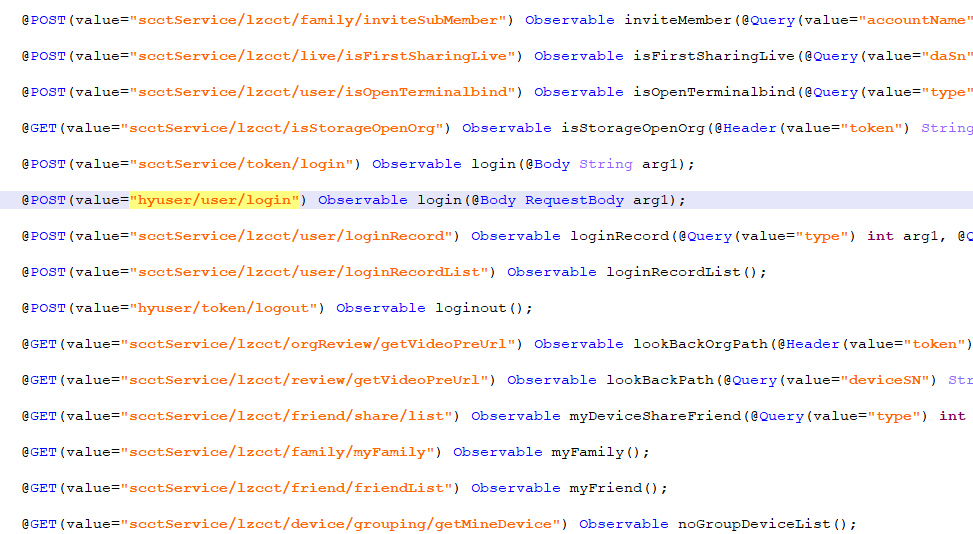 @POST(value="scctService/lzcct/family/inviteSubMember") Observable inviteMember(@Query(value="accountName"
@POST(value="scctService/lzcct/live/isFirstSharingLive") Observable isFirstSharingLive(@Query(value="daSn"
@POST(value="scctService/lzcct/user/isOpenTerminalbind") Observable isOpenTerminalbind(@Query(value="type"
@GET(value="scctService/lzcct/isStorageOpenOrg") Observable isStorageOpenOrg(@Header(value="token") String
@POST(value="scctService/token/login") Observable login(@Body String arg1);
@POST(value="hyuser/user/login") Observable login(@Body RequestBody arg1);
@POST(value="scctService/lzcct/user/loginRecord") Observable loginRecord(@Query(value="type") int arg1, @Q
@POST(value="scctService/lzcct/user/loginRecordList") Observable loginRecordList();
@POST(value="hyuser/token/logout") Observable loginout();
@GET(value="scctService/lzcct/orgReview/getVideoPreUrl") Observable lookBackOrgPath(@Header(value="token")
@GET(value="scctService/lzcct/review/getVideoPreUrl") Observable lookBackPath(@Query(value="deviceSN") Str
@GET(value="scctService/lzcct/friend/share/list") Observable myDeviceShareFriend(@Query(value="type") int
@GET(value="scctService/lzcct/family/myFamily") Observable myFamily();
@GET(value="scctService/lzcct/friend/friendList") Observable myFriend();
@GET(value="scctService/lzcct/device/grouping/getMineDevice") Observable noGroupDeviceList();